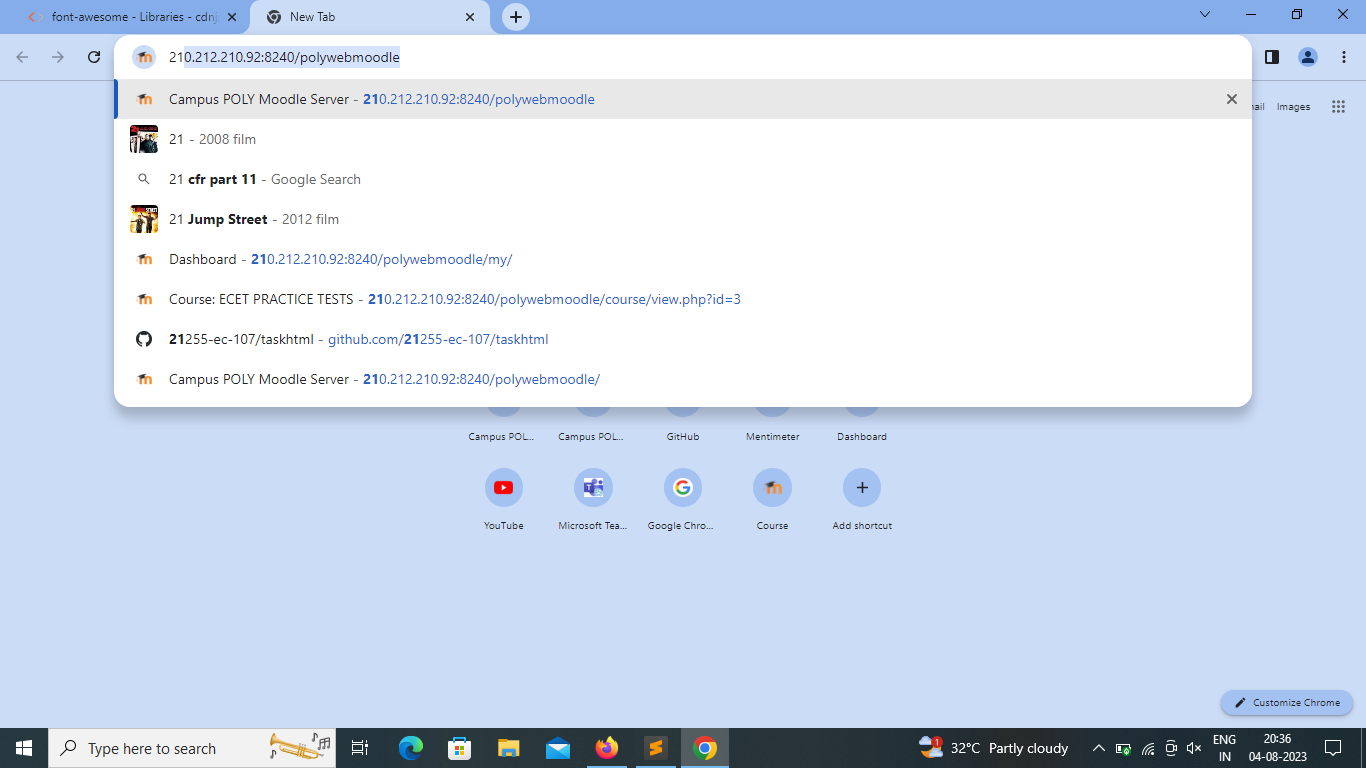 font-awesome - Libraries - cdn
New Tab
210.212.210.92:8240/polywebmoodle
Campus POLY Moodle Server - 210.212.210.92:8240/polywebmoodle
Images
21 - 2008 film
21 cfr part 11 - Google Search
21 Jump Street - 2012 film
Dashboard - 210.212.210.92:8240/polywebmoodle/my/
Course: ECET PRACTICE TESTS - 210.212.210.92:8240/polywebmoodle/course/view.php?id=3
21255-ec-107/taskhtml - github.com/21255-ec-107/taskhtml
Campus POLY Moodle Server - 210.212.210.92:8240/polywebmoodle/
Campus POL... Campus POL... GitHub Mentimeter Dashboard
YouTube Microsoft Tea... Google Chro... Course Add shortcut
Customize Chrome
Type here to search
1
32°C Partly cloudy
ENG
IN
20:36
04-08-2023